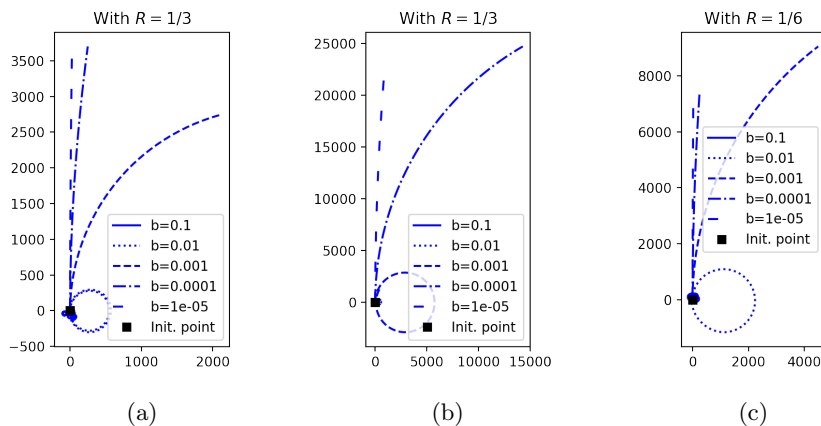 With R = 1/3
3500
3000
2500
2000
1500
1000
500
0
−500
0
1000
2000
b=0.1
b=0.01
b=0.001
b=0.0001
b=1e-05
Init. point
(a)
With R = 1/3
25000
20000
15000
10000
5000
0
0
5000
10000
15000
b=0.1
b=0.01
b=0.001
b=0.0001
b=1e-05
Init. point
(b)
With R = 1/6
8000
6000
4000
2000
0
0
2000
4000
b=0.1
b=0.01
b=0.001
b=0.0001
b=1e-05
Init. point
(c)